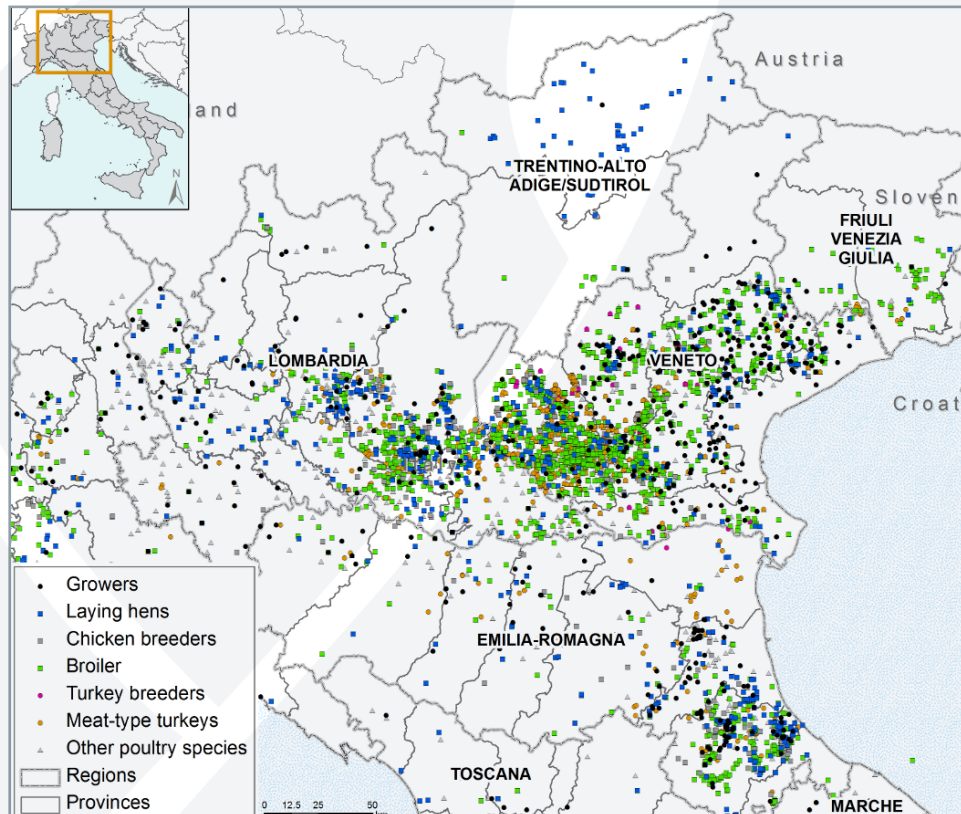 Austria
land
N
TRENTINO-ALTO
ADIGE/SUDTIROL
Sloven
FRIULI
VENEZIA
GIULIA
LOMBARDIA
VENETO
Croat
Growers
Laying hens
Chicken breeders
Broiler
Turkey breeders
Meat-type turkeys
Other poultry species
Regions
Provinces
EMILIA-ROMAGNA
TOSCANA
MARCHE
0 12.5 25 50